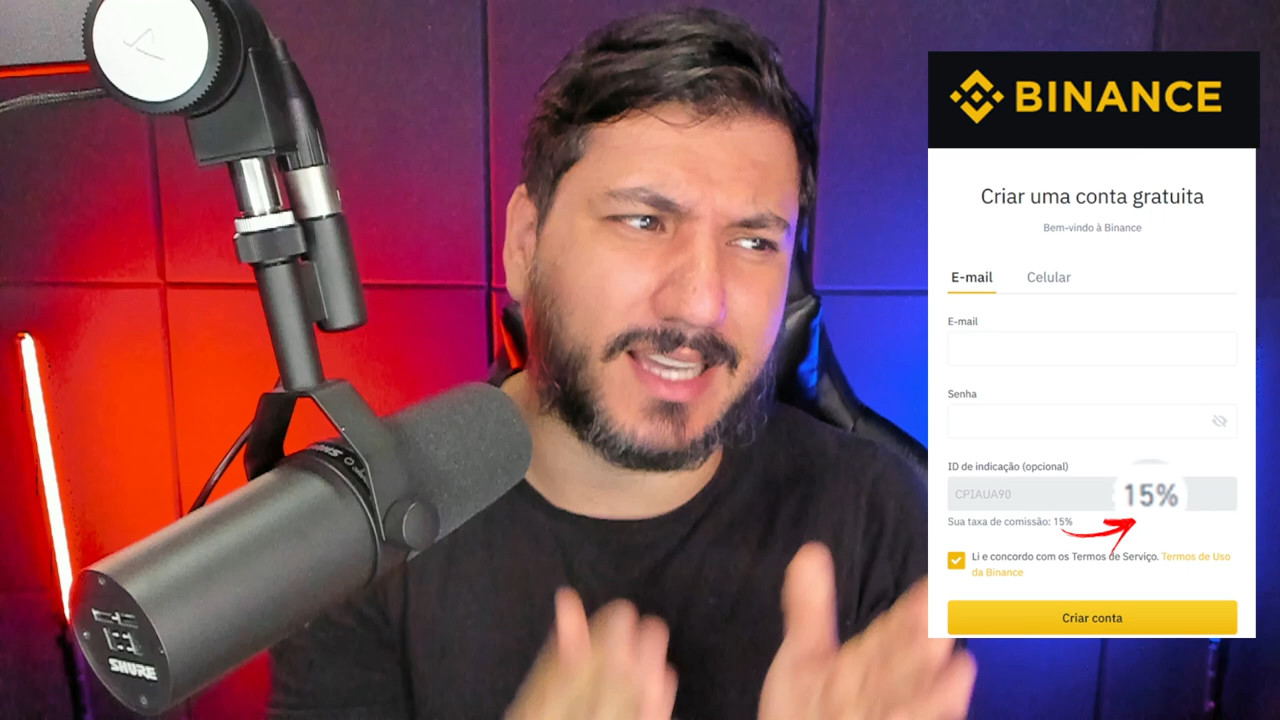 SHURE
BINANCE
Criar uma conta gratuita
Bem-vindo à Binance
E-mail
Celular
E-mail
Senha
ID de indicação (opcional)
CPIAUA90
15%
Sua taxa de comissão: 15%
Li e concordo com os Termos de Serviço. Termos de Uso
da Binance
Criar conta